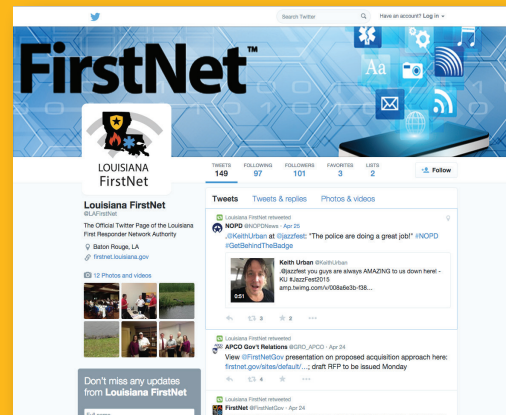 Search Twitter
Have an account? Log in
FirstNet™
Aa
LOUISIANA
FirstNet
TWEETS
149
FOLLOWING
97
FOLLOWERS
101
FAVORITES
3
LISTS
2
Follow
Louisiana FirstNet
@LAFirstNet
The Official Twitter Page of the Louisiana
First Responder Network Authority
Baton Rouge, LA
firstnet.louisiana.gov
12 Photos and videos
Don't miss any updates
from Louisiana FirstNet
Tweets Tweets & replies Photos & videos
Louisiana FirstNet retweeted
NOPD @NOPDNews · Apr 25
.@KeithUrban at @jazzfest: "The police are doing a great job!" #NOPD
#GetBehindTheBadge
Keith Urban @KeithUrban
.@jazzfest you guys are always AMAZING to us down here! -
KU #JazzFest2015
amp.twimg.com/v/008a6e3b-f38...
0:51
3 2
Louisiana FirstNet retweeted
APCO Gov't Relations @GRO_APCO · Apr 24
View @FirstNetGov presentation on proposed acquisition approach here:
firstnet.gov/sites/default/...; draft RFP to be issued Monday
4
Louisiana FirstNet retweeted
FirstNet @FirstNetGov · Apr 24